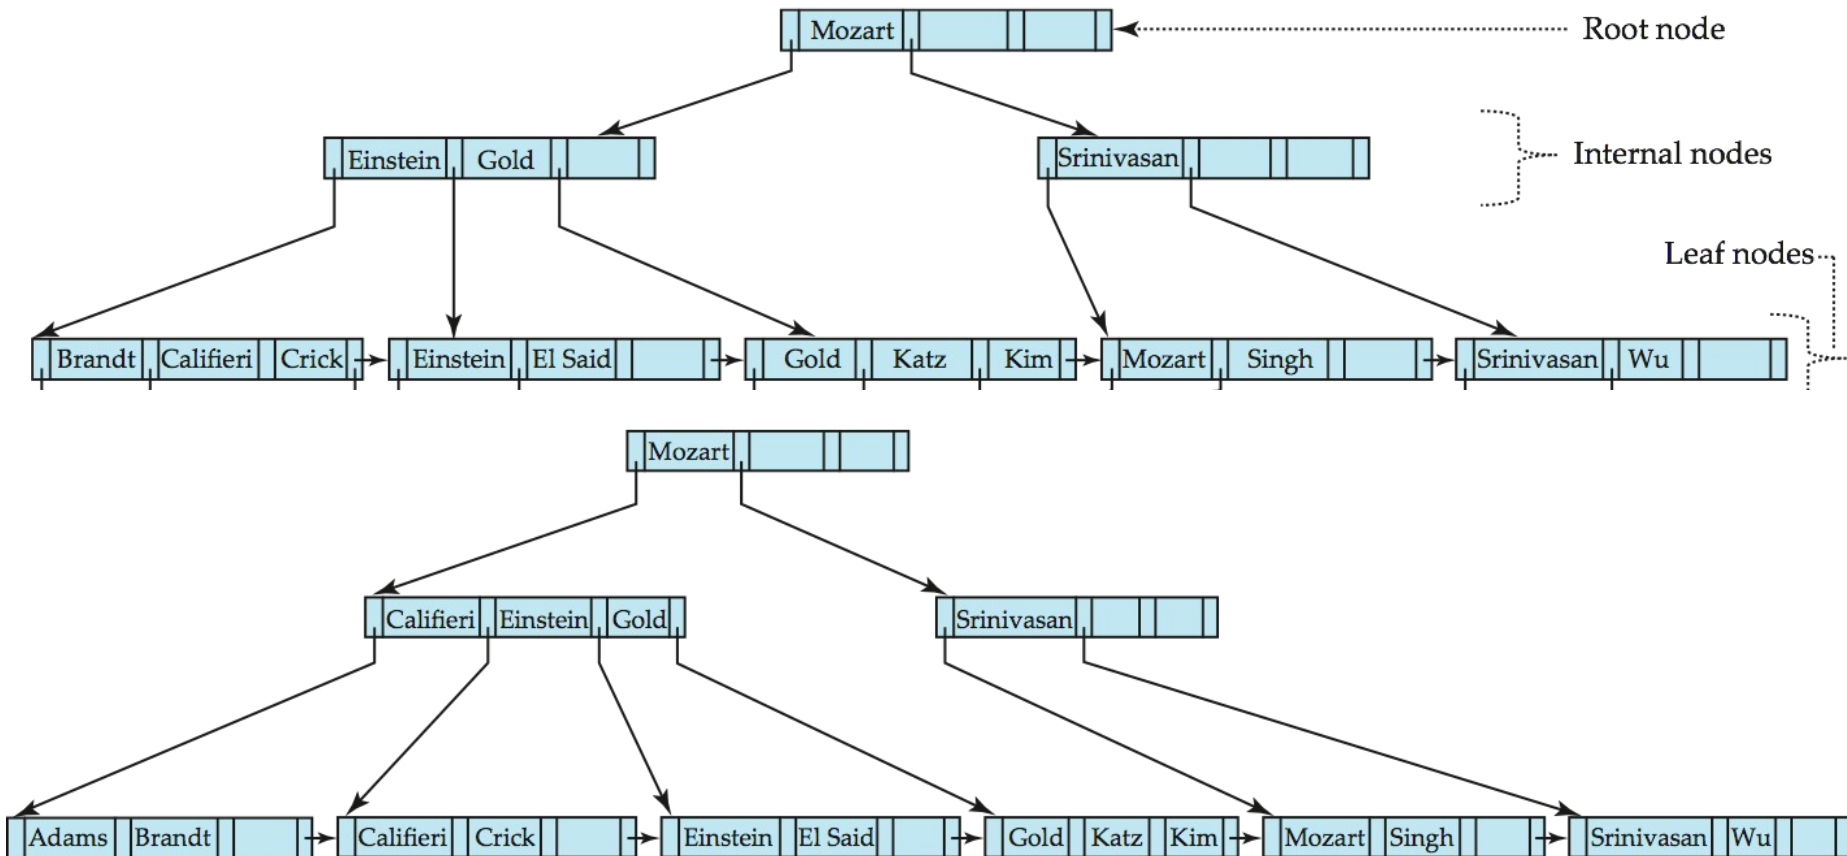 Mozart Root node
Einstein Gold Srinivasan Internal nodes
Leaf nodes
Brandt Califieri Crick Einstein El Said Gold Katz Kim Mozart Singh Srinivasan Wu
Mozart
Califieri Einstein Gold Srinivasan
Adams Brandt Califieri Crick Einstein El Said Gold Katz Kim Mozart Singh Srinivasan Wu